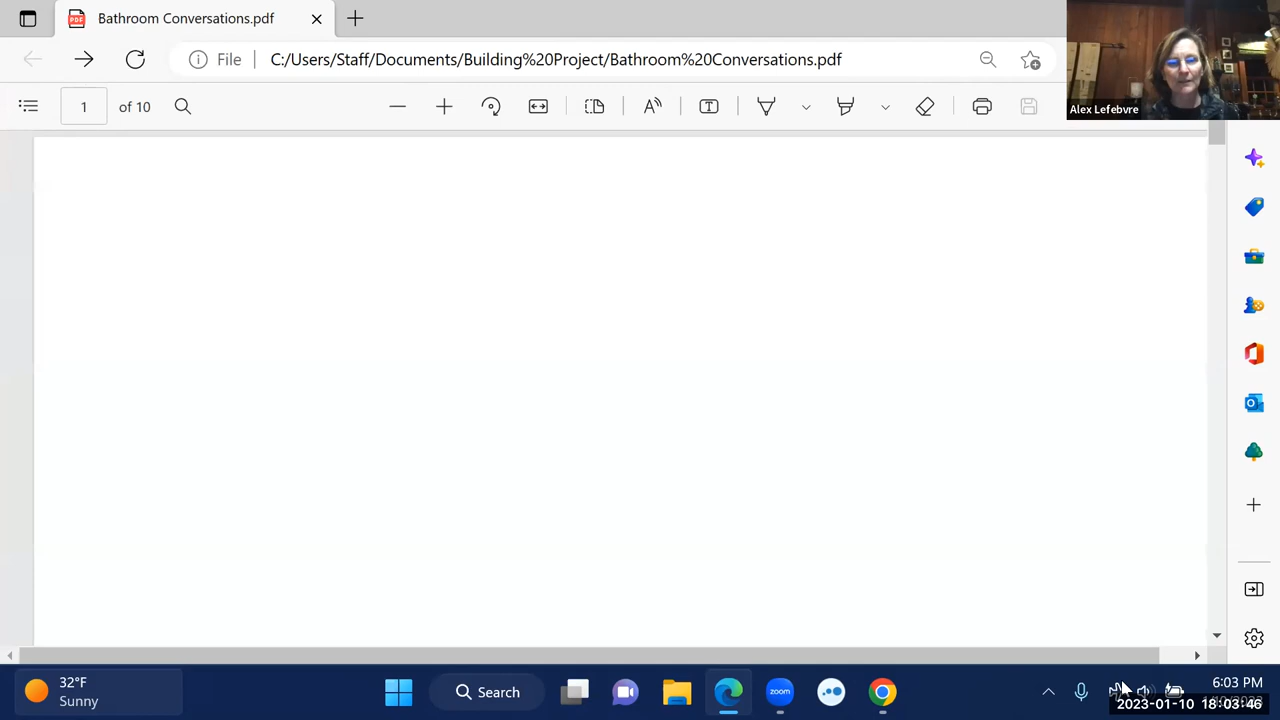 Bathroom Conversations.pdf
File
C:/Users/Staff/Documents/Building%20Project/Bathroom%20Conversations.pdf
1
of 10
Alex Lefebvre
32°F
Sunny
Search
zoom
6:03 PM
2023-01-10 18:03:46